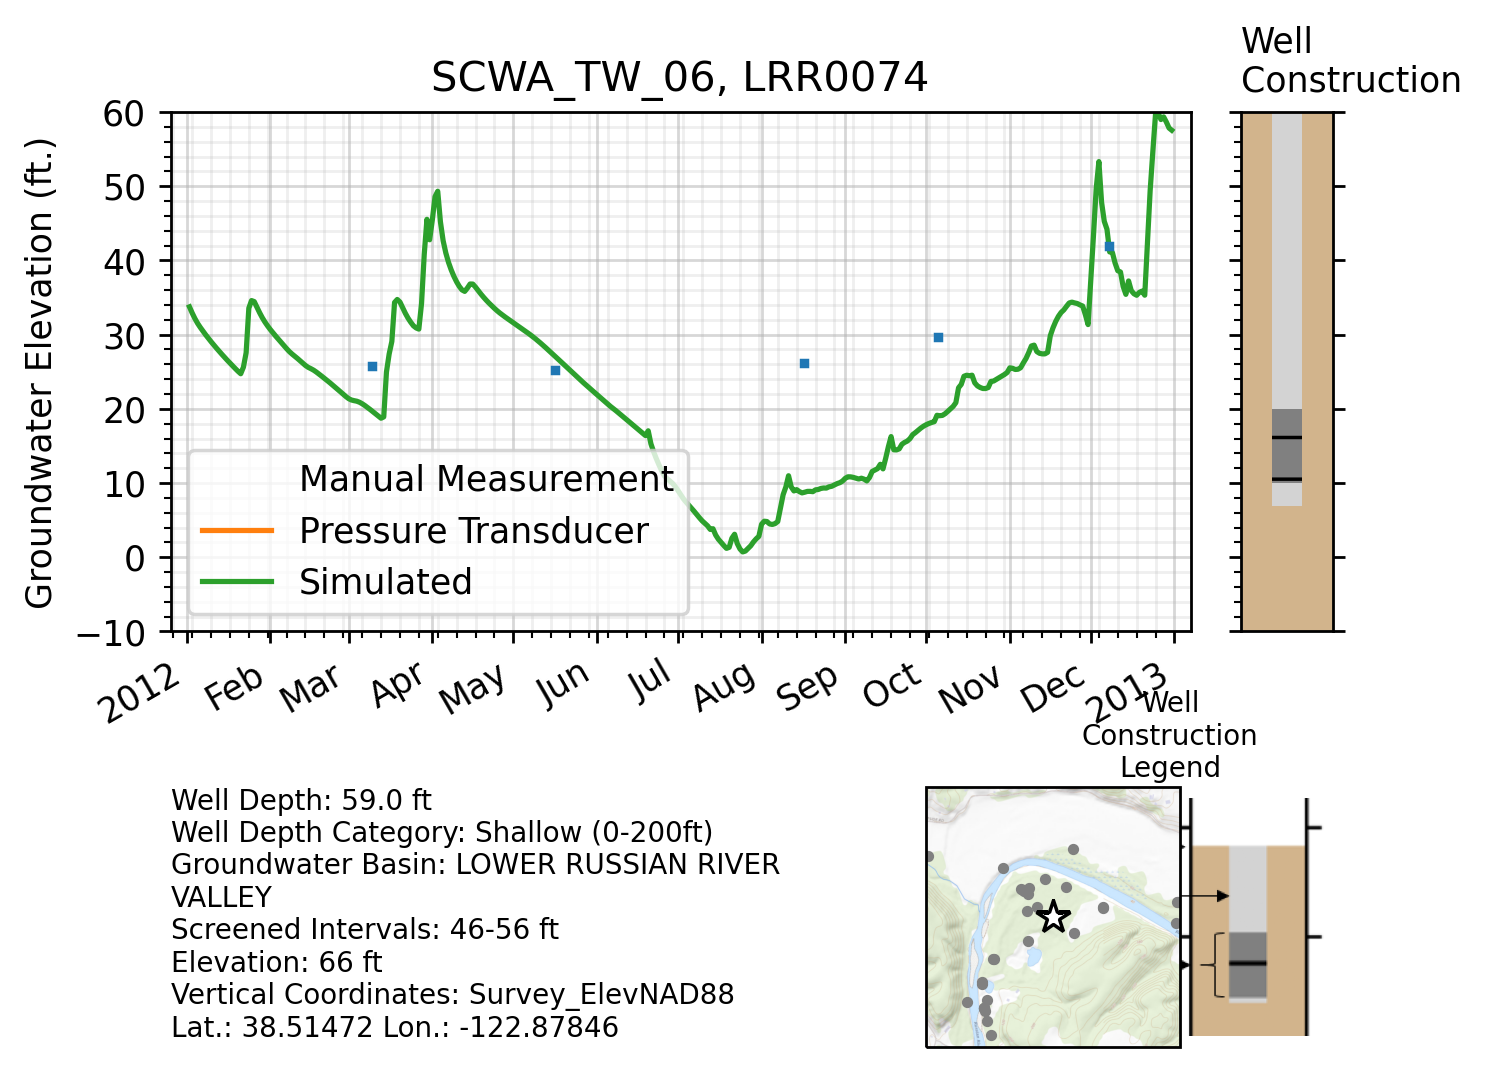 Well
Construction
SCWA_TW_06, LRR0074
Groundwater Elevation (ft.)
60
50
40
30
20
10
0
−10
Manual Measurement
Pressure Transducer
Simulated
2012
Feb
Mar
Apr
May
Jun
Jul
Aug
Sep
Oct
Nov
Dec
2013
Well
Construction
Legend
Well Depth: 59.0 ft
Well Depth Category: Shallow (0-200ft)
Groundwater Basin: LOWER RUSSIAN RIVER
VALLEY
Screened Intervals: 46-56 ft
Elevation: 66 ft
Vertical Coordinates: Survey_ElevNAD88
Lat.: 38.51472 Lon.: -122.87846